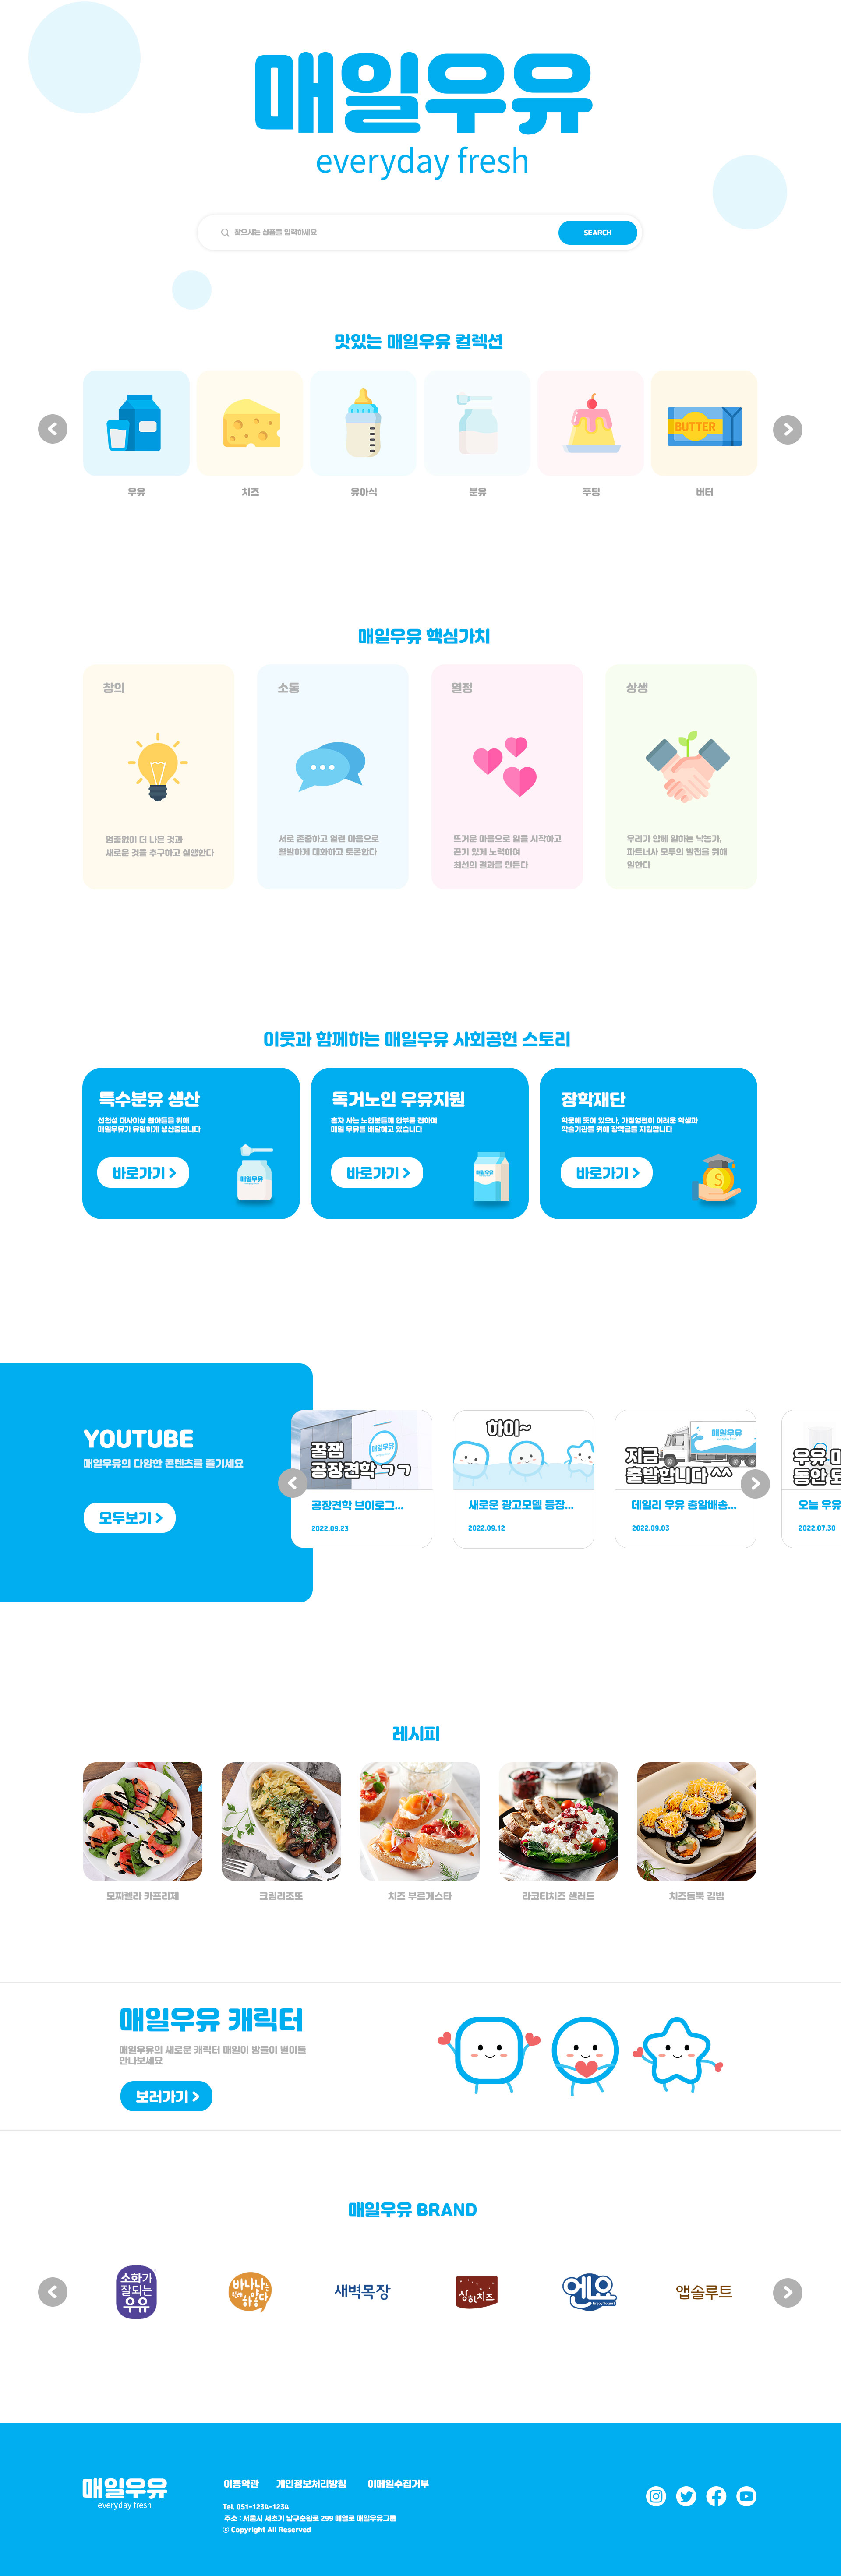 매일우유
everyday fresh
찾으시는 상품을 입력하세요
SEARCH
맛있는 매일우유 컬렉션
BUTTER
우유
치즈
유아식
분유
푸딩
버터
매일우유 핵심가치
창의
멈춤없이 더 나은 것과
새로운 것을 추구하고 실행한다
소통
서로 존중하고 열린 마음으로
활발하게 대화하고 토론한다
열정
뜨거운 마음으로 일을 시작하고
끈기 있게 노력하여
최선의 결과를 만든다
상생
우리가 함께 일하는 낙농가,
파트너사 모두의 발전을 위해
일한다
이웃과 함께하는 매일우유 사회공헌 스토리
특수분유 생산
선천성 대사이상 환아들을 위해
매일우유가 유일하게 생산중입니다
바로가기 >
매일우유
독거노인 우유지원
혼자 사는 노인분들께 안부를 전하며
매일 우유를 배달하고 있습니다
바로가기 >
매일우유
장학재단
학문에 뜻이 있으나, 가정형편이 어려운 학생과
학술기관을 위해 장학금을 지원합니다
바로가기 >
YOUTUBE
매일우유의 다양한 콘텐츠를 즐기세요
모두보기 >
매일우유
꿀잼
공장견학 ㄱㄱ
공장견학 브이로그...
2022.09.23
하이~
새로운 광고모델 등장...
2022.09.12
매일우유
지금
출발합니다 ^^
데일리 우유 총알배송...
2022.09.03
우유
동안
오늘 우유
2022.07.30
레시피
모짜렐라 카프리제
크림리조또
치즈 부르게스타
라코타치즈 샐러드
치즈듬뿍 김밥
매일우유 캐릭터
매일우유의 새로운 캐릭터 매일이 방울이 별이를
만나보세요
보러가기 >
매일우유 BRAND
소화가
잘되는
우유
바나나는
원래
하얗다
새벽목장
상하치즈
엔요
Enjoy Yogurt
앱솔루트
매일우유
everyday fresh
이용약관
개인정보처리방침
이메일수집거부
Tel. 051-1234-1234
주소 : 서울시 서초기 남구순환로 299 매일로 매일우유그룹
ⓒ Copyright All Reserved